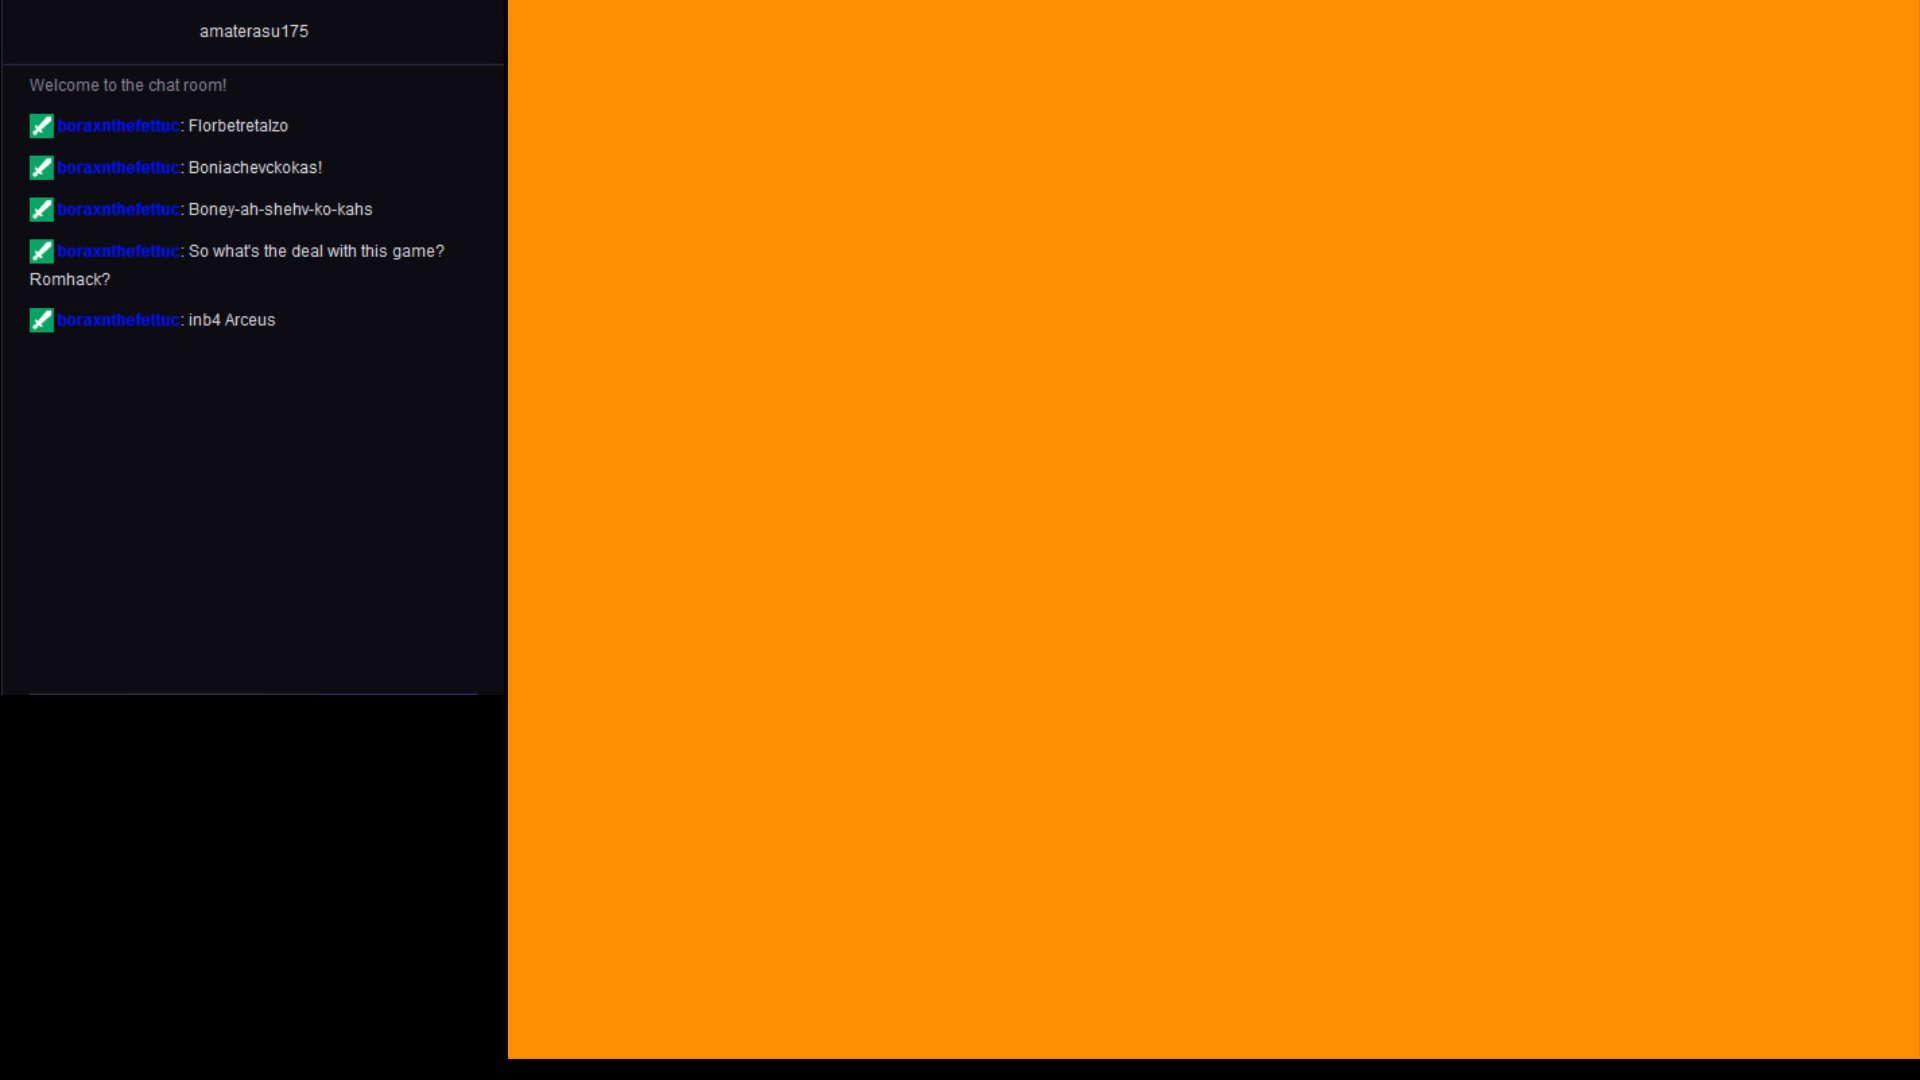 amaterasu175
Welcome to the chat room!
boraxnthefettuc: Florbetretalzo
boraxnthefettuc: Boniachevckokas!
boraxnthefettuc: Boney-ah-shehv-ko-kahs
boraxnthefettuc: So what's the deal with this game?
Romhack?
boraxnthefettuc: inb4 Arceus